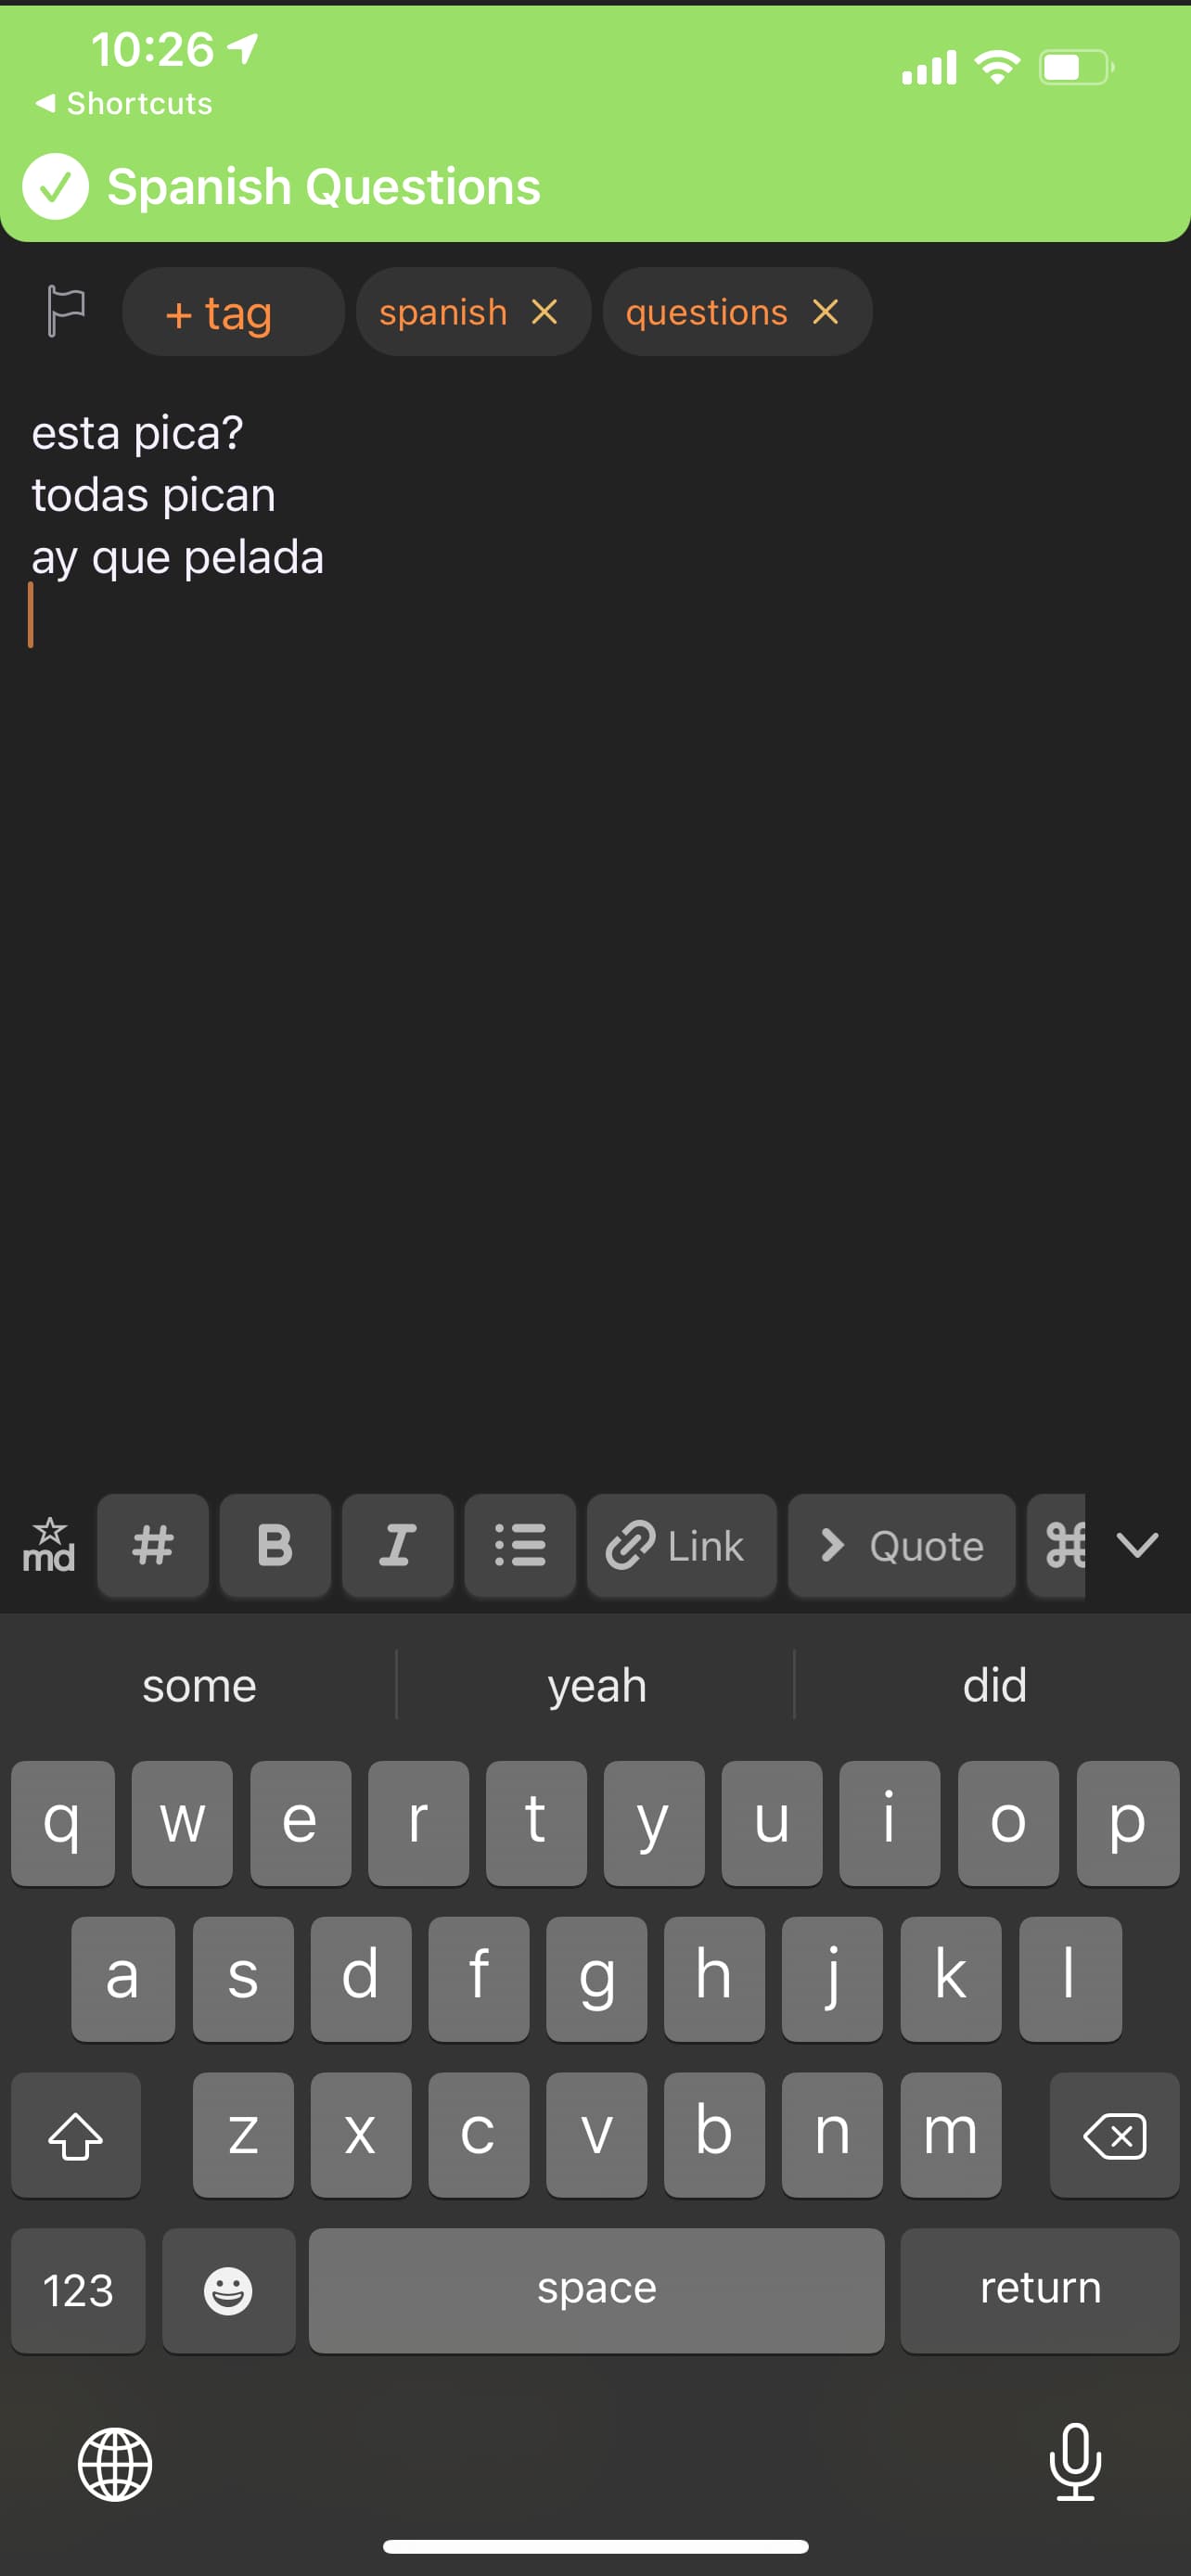 10:26
Shortcuts
Spanish Questions
+ tag
spanish ×
questions ×
esta pica?
todas pican
ay que pelada
md # B I Link Quote ⌘
some yeah did
q w e r t y u i o p
a s d f g h j k l
z x c v b n m
123 space return